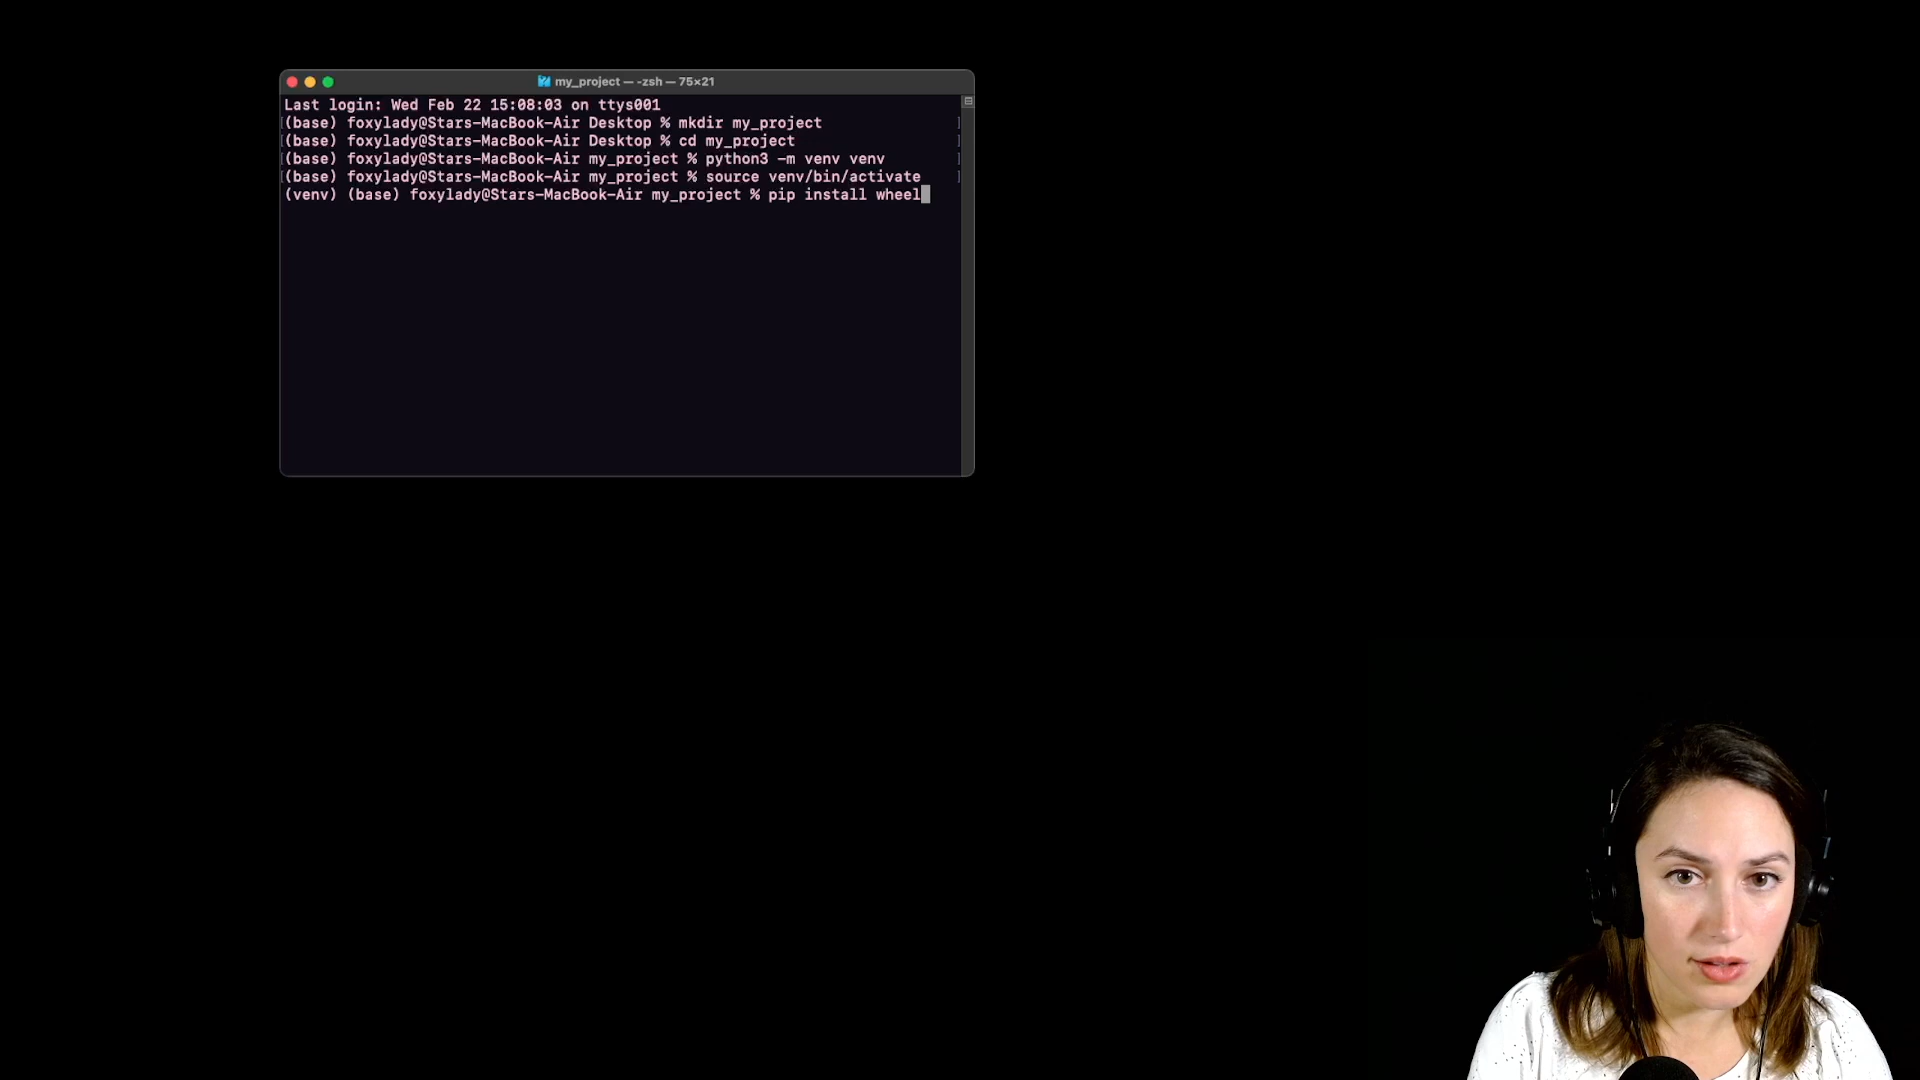 my_project — -zsh — 75×21
Last login: Wed Feb 22 15:08:03 on ttys001
(base) foxylady@Stars-MacBook-Air Desktop % mkdir my_project
(base) foxylady@Stars-MacBook-Air Desktop % cd my_project
(base) foxylady@Stars-MacBook-Air my_project % python3 -m venv venv
(base) foxylady@Stars-MacBook-Air my_project % source venv/bin/activate
(venv) (base) foxylady@Stars-MacBook-Air my_project % pip install wheel